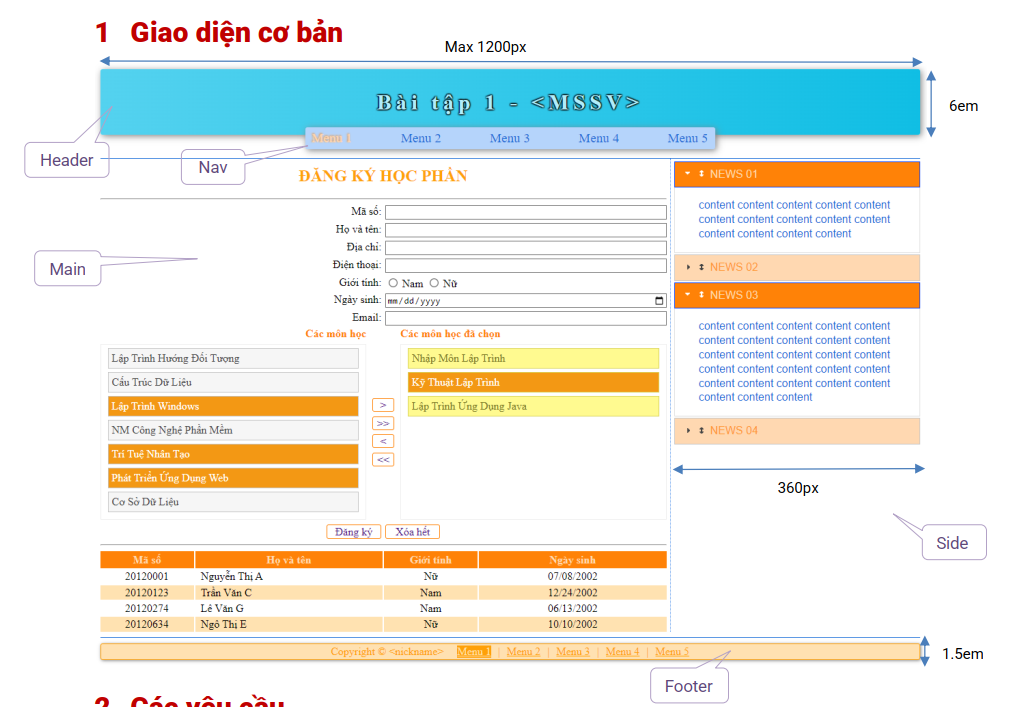 1 Giao diện cơ bản
Max 1200px
Bài tập 1 - <MSSV>
6em
Menu 1 Menu 2 Menu 3 Menu 4 Menu 5
Header
Nav
ĐĂNG KÝ HỌC PHẦN
Mã số:
Họ và tên:
Địa chỉ:
Điện thoại:
Giới tính: Nam Nữ
Ngày sinh: mm/dd/yyyy
Email:
Main
Các môn học Các môn học đã chọn
Lập Trình Hướng Đối Tượng
Cấu Trúc Dữ Liệu
Lập Trình Windows
NM Công Nghệ Phần Mềm
Trí Tuệ Nhân Tạo
Phát Triển Ứng Dụng Web
Cơ Sở Dữ Liệu
>
>>
<
<<
Nhập Môn Lập Trình
Kỹ Thuật Lập Trình
Lập Trình Ứng Dụng Java
Đăng ký Xóa hết
Mã số Họ và tên Giới tính Ngày sinh
20120001 Nguyễn Thị A Nữ 07/08/2002
20120123 Trần Văn C Nam 12/24/2002
20120274 Lê Văn G Nam 06/13/2002
20120634 Ngô Thị E Nữ 10/10/2002
NEWS 01
content content content content content
content content content content content
content content content content
NEWS 02
NEWS 03
content content content content content
content content content content content
content content content content content
content content content content content
content content content content content
content content content
NEWS 04
360px
Side
Copyright © <nickname> Menu 1 | Menu 2 | Menu 3 | Menu 4 | Menu 5
1.5em
Footer
2 Các yêu cầu